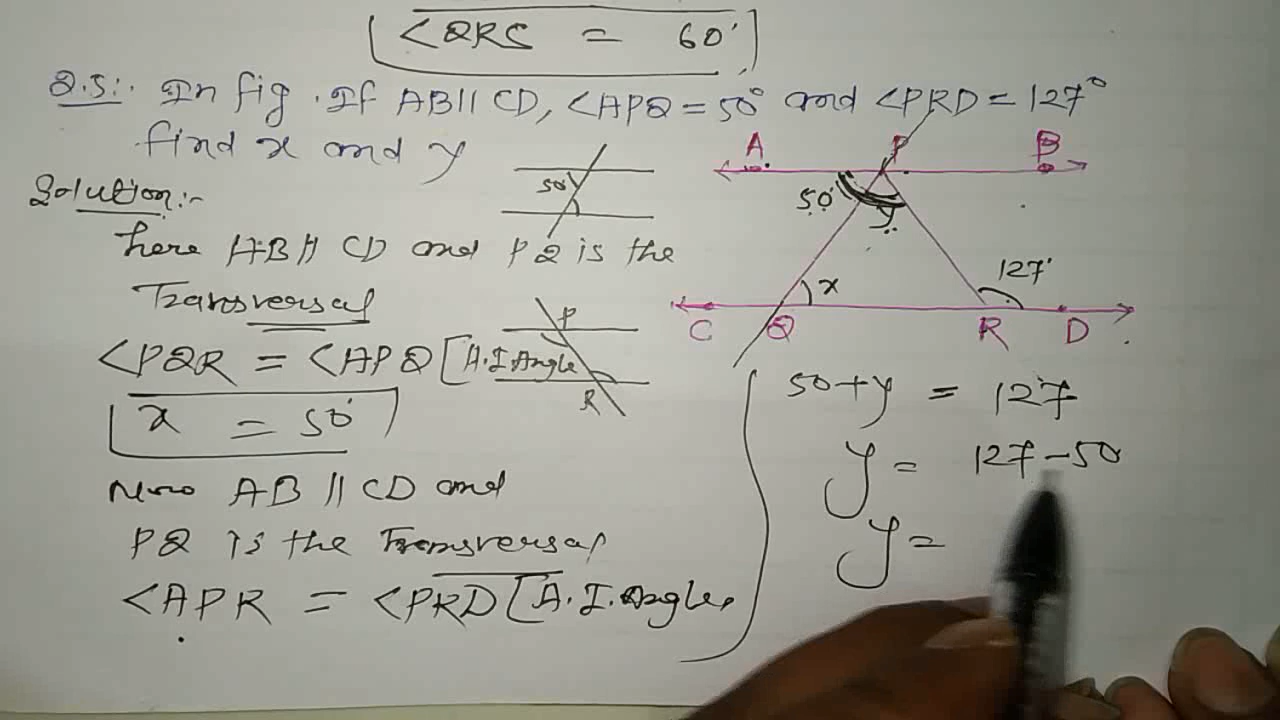 <QRS = 60°
Q.5:. In fig. If AB || CD, <APQ = 50° and <PRD = 127°
find x and y
Solution:-
here AB || CD and PQ is the
Transversal
<PQR = <APQ [A.I. Angle
x = 50°
Now AB || CD and
PQ is the Transversal
<APR = <PRD [A.I. Angle,
50
P
R
A
P
B
50°
y
x
127°
C
Q
R
D
50 + y = 127
y = 127 - 50
y =